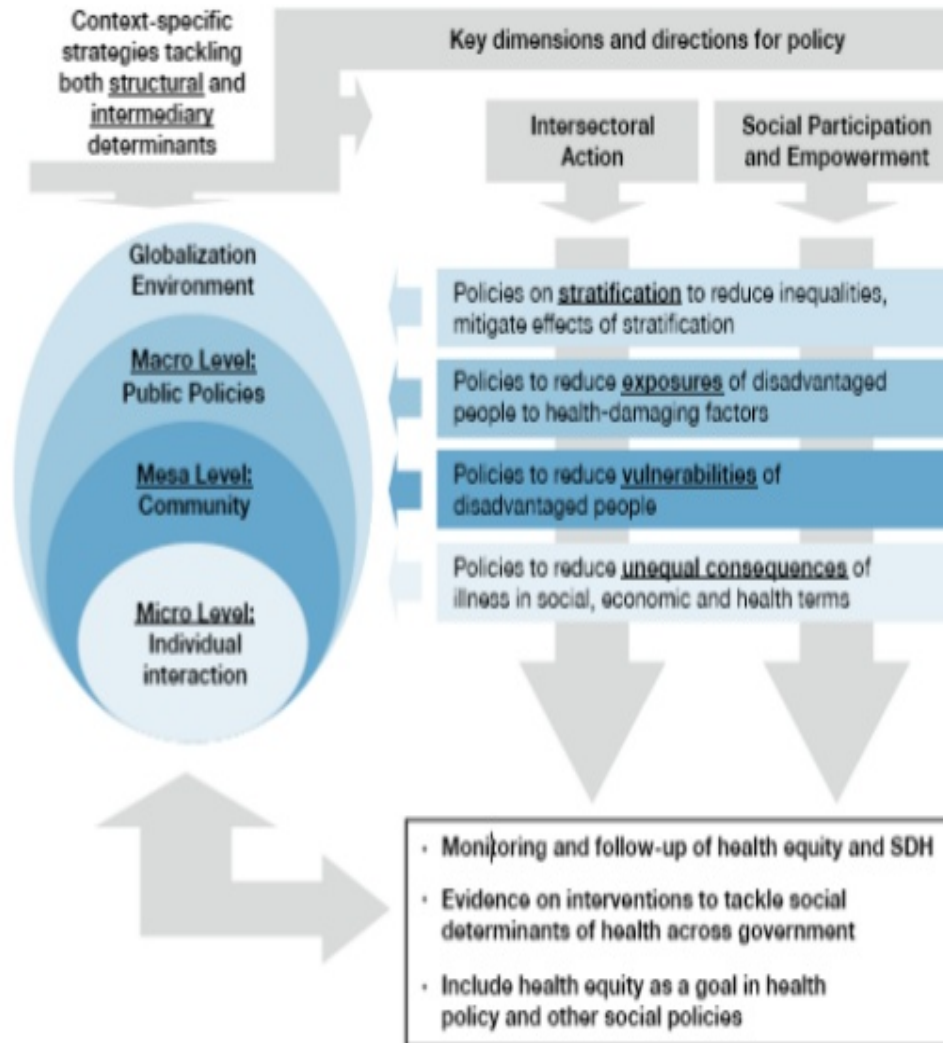 Context-specific
strategies tackling
both structural and
intermediary
determinants
Key dimensions and directions for policy
Intersectoral
Action
Social Participation
and Empowerment
Globalization
Environment
Macro Level:
Public Policies
Mesa Level:
Community
Micro Level:
Individual
interaction
Policies on stratification to reduce inequalities,
mitigate effects of stratification
Policies to reduce exposures of disadvantaged
people to health-damaging factors
Policies to reduce vulnerabilities of
disadvantaged people
Policies to reduce unequal consequences of
illness in social, economic and health terms
· Monitoring and follow-up of health equity and SDH
· Evidence on interventions to tackle social
determinants of health across government
· Include health equity as a goal in health
policy and other social policies